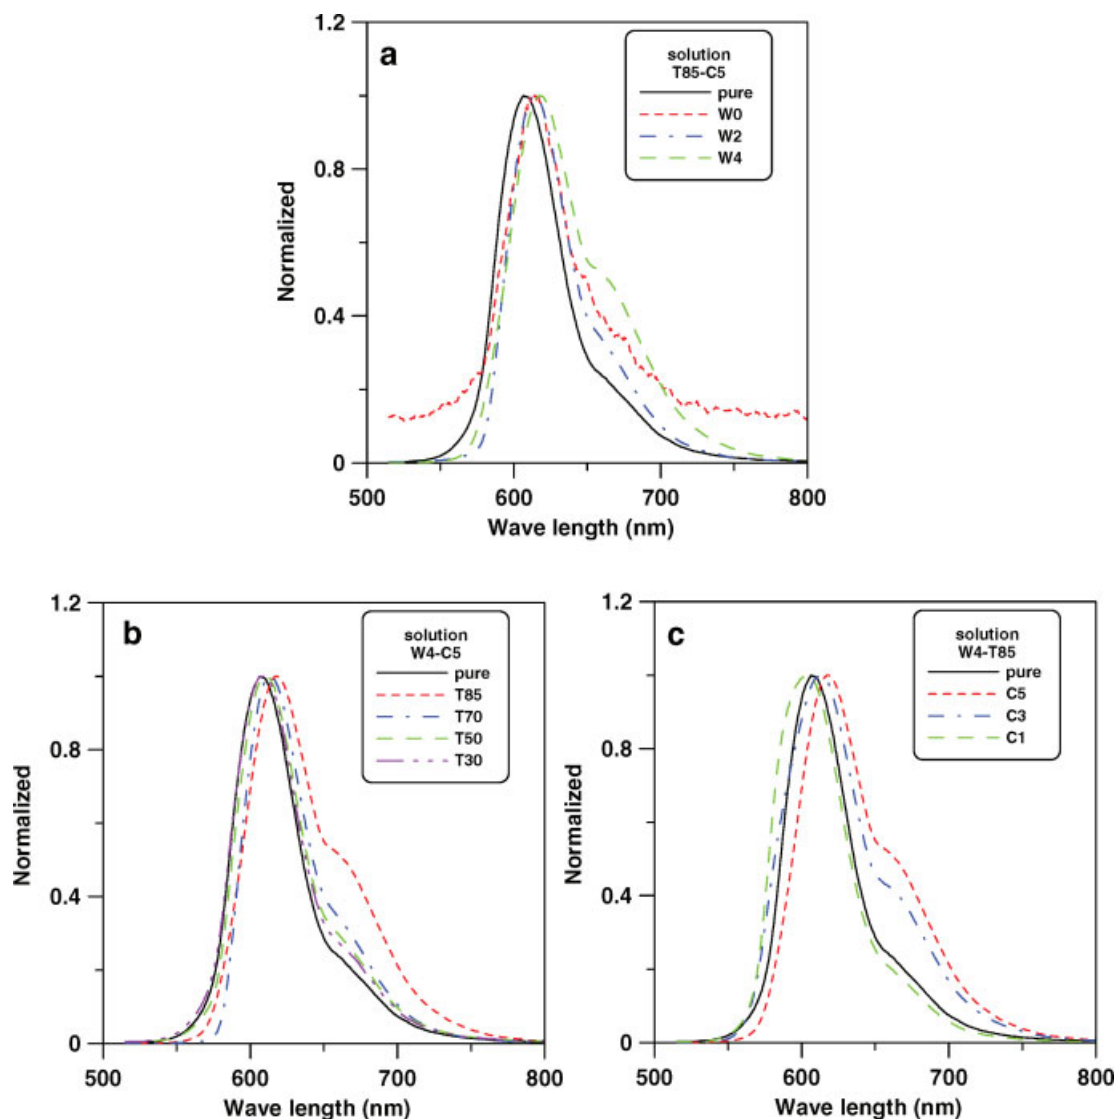 a
solution
T85-C5
pure
W0
W2
W4
1.2
0.8
0.4
0
Normalized
500
600
700
800
Wave length (nm)
b
solution
W4-C5
pure
T85
T70
T50
T30
1.2
0.8
0.4
0
Normalized
500
600
700
800
Wave length (nm)
c
solution
W4-T85
pure
C5
C3
C1
1.2
0.8
0.4
0
Normalized
500
600
700
800
Wave length (nm)